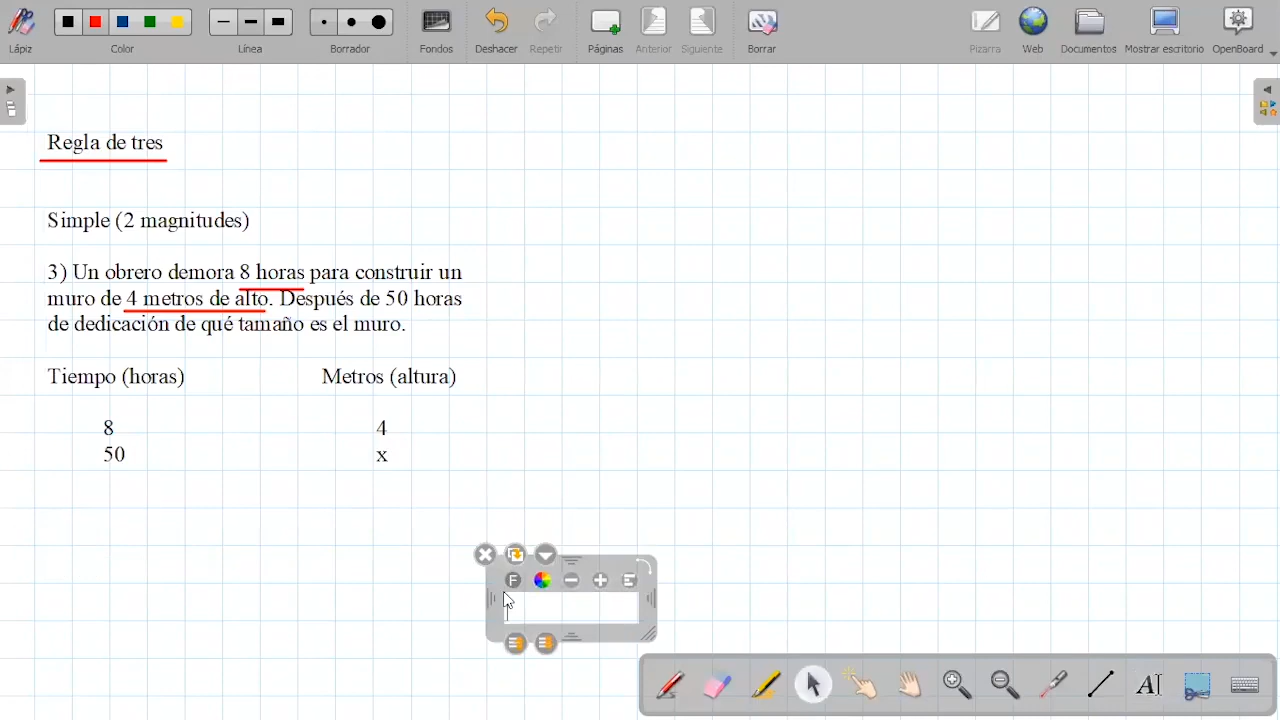 Lápiz Color Línea Borrador Fondos Deshacer Repetir Páginas Anterior Siguiente Borrar Pizarra Web Documentos Mostrar escritorio OpenBoard
Regla de tres
Simple (2 magnitudes)
3) Un obrero demora 8 horas para construir un
muro de 4 metros de alto. Después de 50 horas
de dedicación de qué tamaño es el muro.
Tiempo (horas) Metros (altura)
8 4
50 x
F
AI